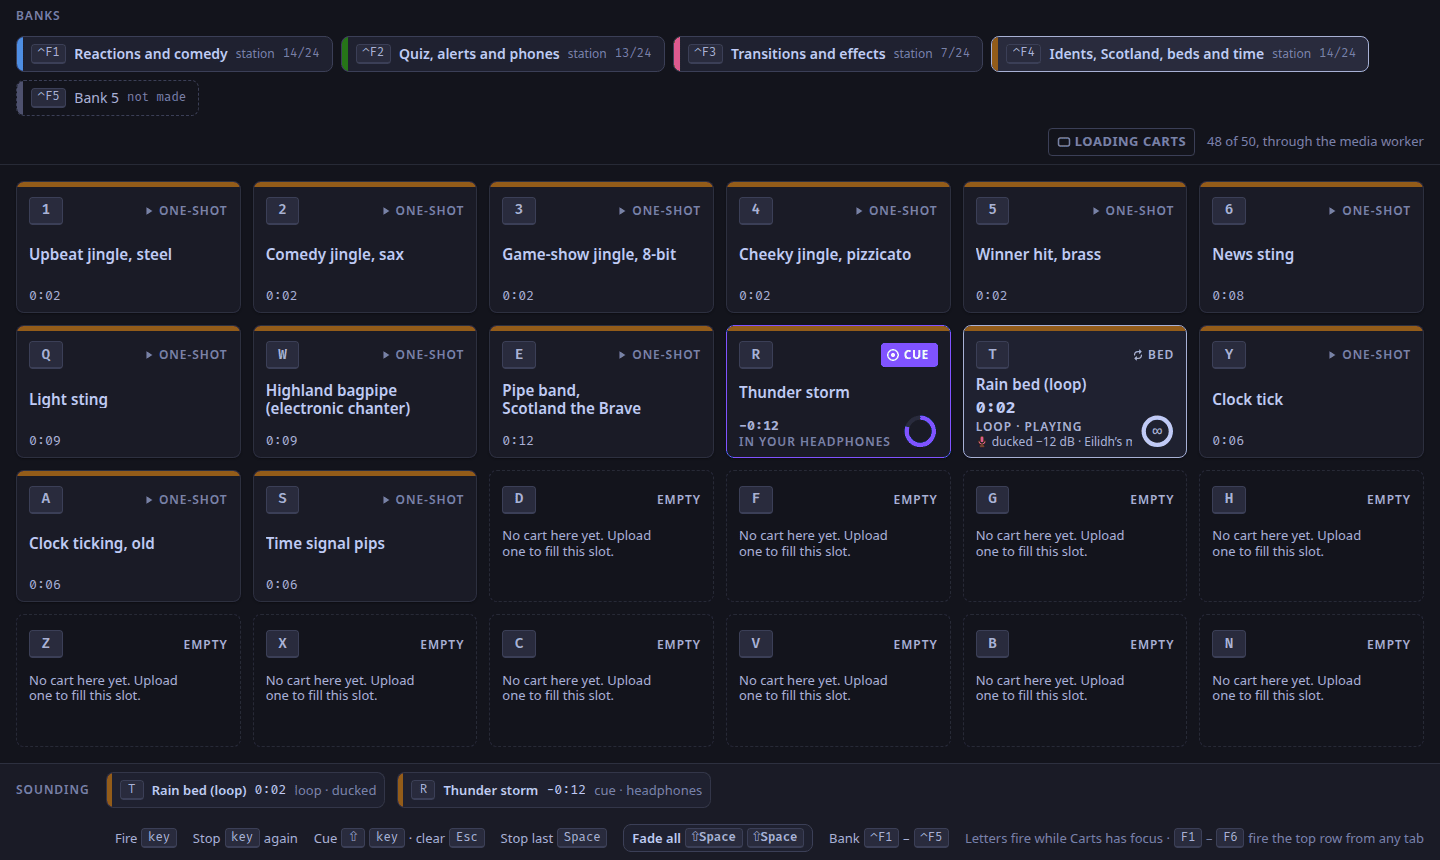 BANKS
^F1 Reactions and comedy station 14/24
^F2 Quiz, alerts and phones station 13/24
^F3 Transitions and effects station 7/24
^F4 Idents, Scotland, beds and time station 14/24
^F5 Bank 5 not made
LOADING CARTS 48 of 50, through the media worker
1 ONE-SHOT
Upbeat jingle, steel
0:02
2 ONE-SHOT
Comedy jingle, sax
0:02
3 ONE-SHOT
Game-show jingle, 8-bit
0:02
4 ONE-SHOT
Cheeky jingle, pizzicato
0:02
5 ONE-SHOT
Winner hit, brass
0:02
6 ONE-SHOT
News sting
0:08
Q ONE-SHOT
Light sting
0:09
W ONE-SHOT
Highland bagpipe
(electronic chanter)
0:09
E ONE-SHOT
Pipe band,
Scotland the Brave
0:12
R CUE
Thunder storm
−0:12
IN YOUR HEADPHONES
T BED
Rain bed (loop)
0:02
LOOP · PLAYING
ducked −12 dB · Eilidh's m
∞
Y ONE-SHOT
Clock tick
0:06
A ONE-SHOT
Clock ticking, old
0:06
S ONE-SHOT
Time signal pips
0:06
D EMPTY
No cart here yet. Upload
one to fill this slot.
F EMPTY
No cart here yet. Upload
one to fill this slot.
G EMPTY
No cart here yet. Upload
one to fill this slot.
H EMPTY
No cart here yet. Upload
one to fill this slot.
Z EMPTY
No cart here yet. Upload
one to fill this slot.
X EMPTY
No cart here yet. Upload
one to fill this slot.
C EMPTY
No cart here yet. Upload
one to fill this slot.
V EMPTY
No cart here yet. Upload
one to fill this slot.
B EMPTY
No cart here yet. Upload
one to fill this slot.
N EMPTY
No cart here yet. Upload
one to fill this slot.
SOUNDING T Rain bed (loop) 0:02 loop · ducked R Thunder storm −0:12 cue · headphones
Fire key Stop key again Cue ⇧ key · clear Esc Stop last Space Fade all ⇧Space ⇧Space Bank ^F1 – ^F5 Letters fire while Carts has focus · F1 – F6 fire the top row from any tab